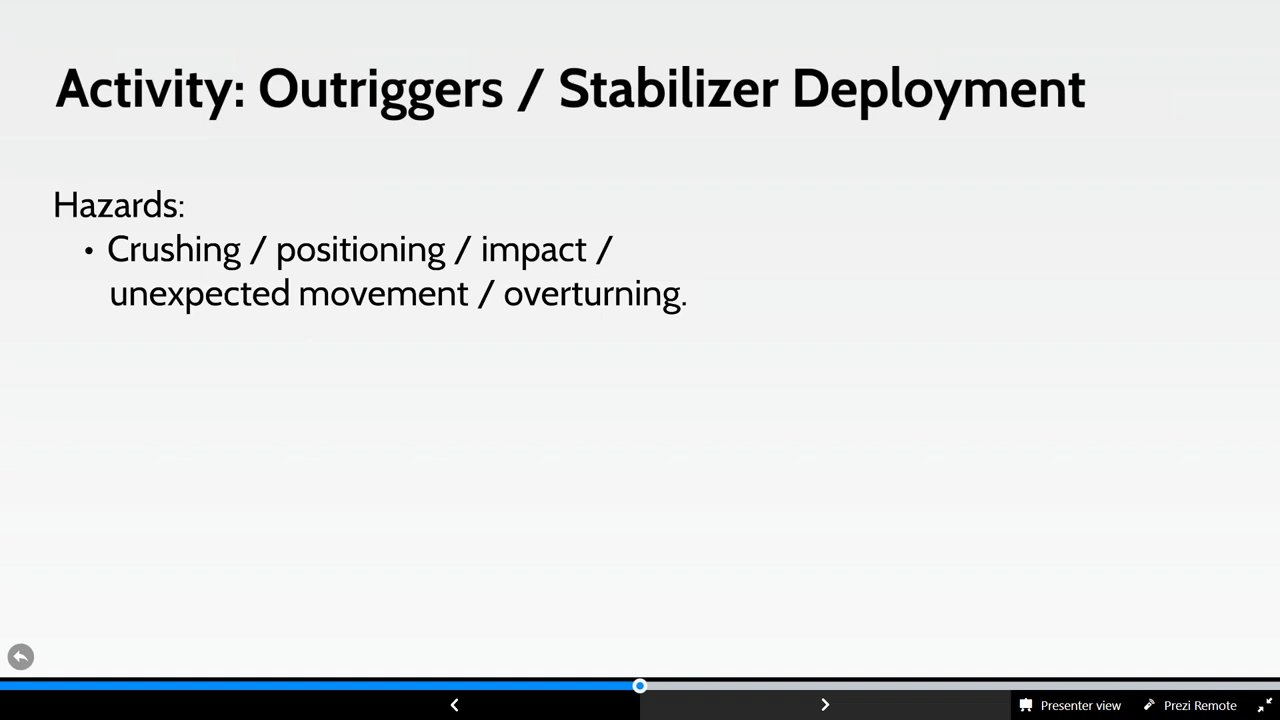 Activity: Outriggers / Stabilizer Deployment
Hazards:
• Crushing / positioning / impact /
unexpected movement / overturning.
Presenter view
Prezi Remote